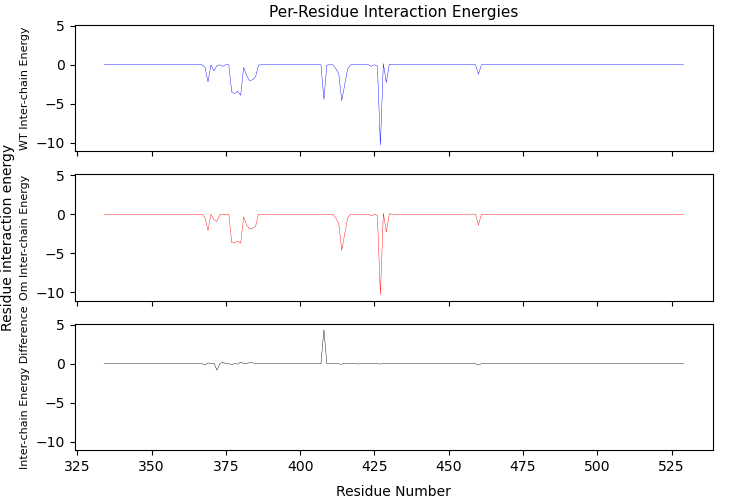 Per-Residue Interaction Energies
Residue interaction energy
WT Inter-chain Energy
5
0
−5
−10
Om Inter-chain Energy
5
0
−5
−10
Inter-chain Energy Difference
5
0
−5
−10
325 350 375 400 425 450 475 500 525
Residue Number